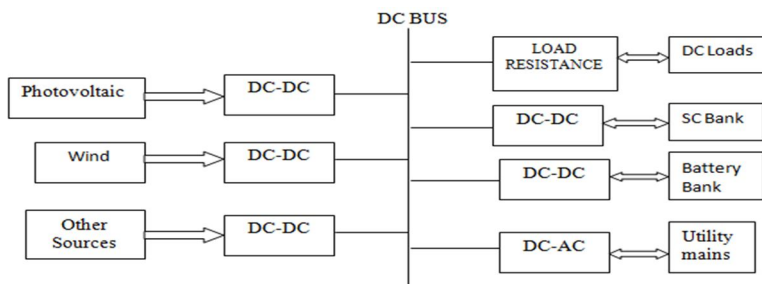 DC BUS
Photovoltaic
DC-DC
Wind
DC-DC
Other
Sources
DC-DC
LOAD
RESISTANCE
DC Loads
DC-DC
SC Bank
DC-DC
Battery
Bank
DC-AC
Utility
mains